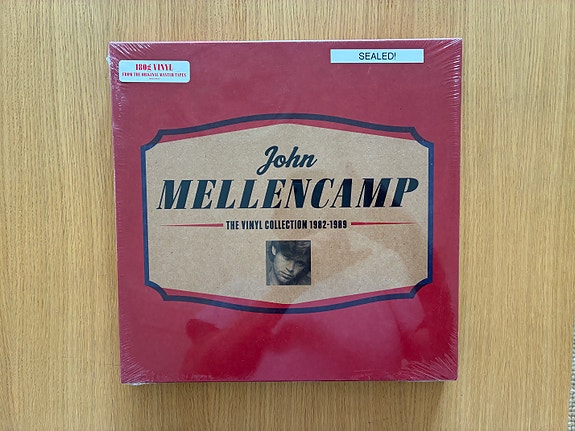 180g VINYL
FROM THE ORIGINAL MASTER TAPES
SEALED!
John
MELLENCAMP
THE VINYL COLLECTION 1982-1989